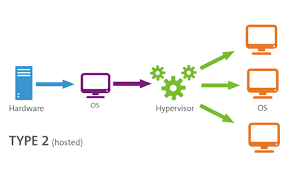 Hardware
OS
Hypervisor
OS
TYPE 2 (hosted)